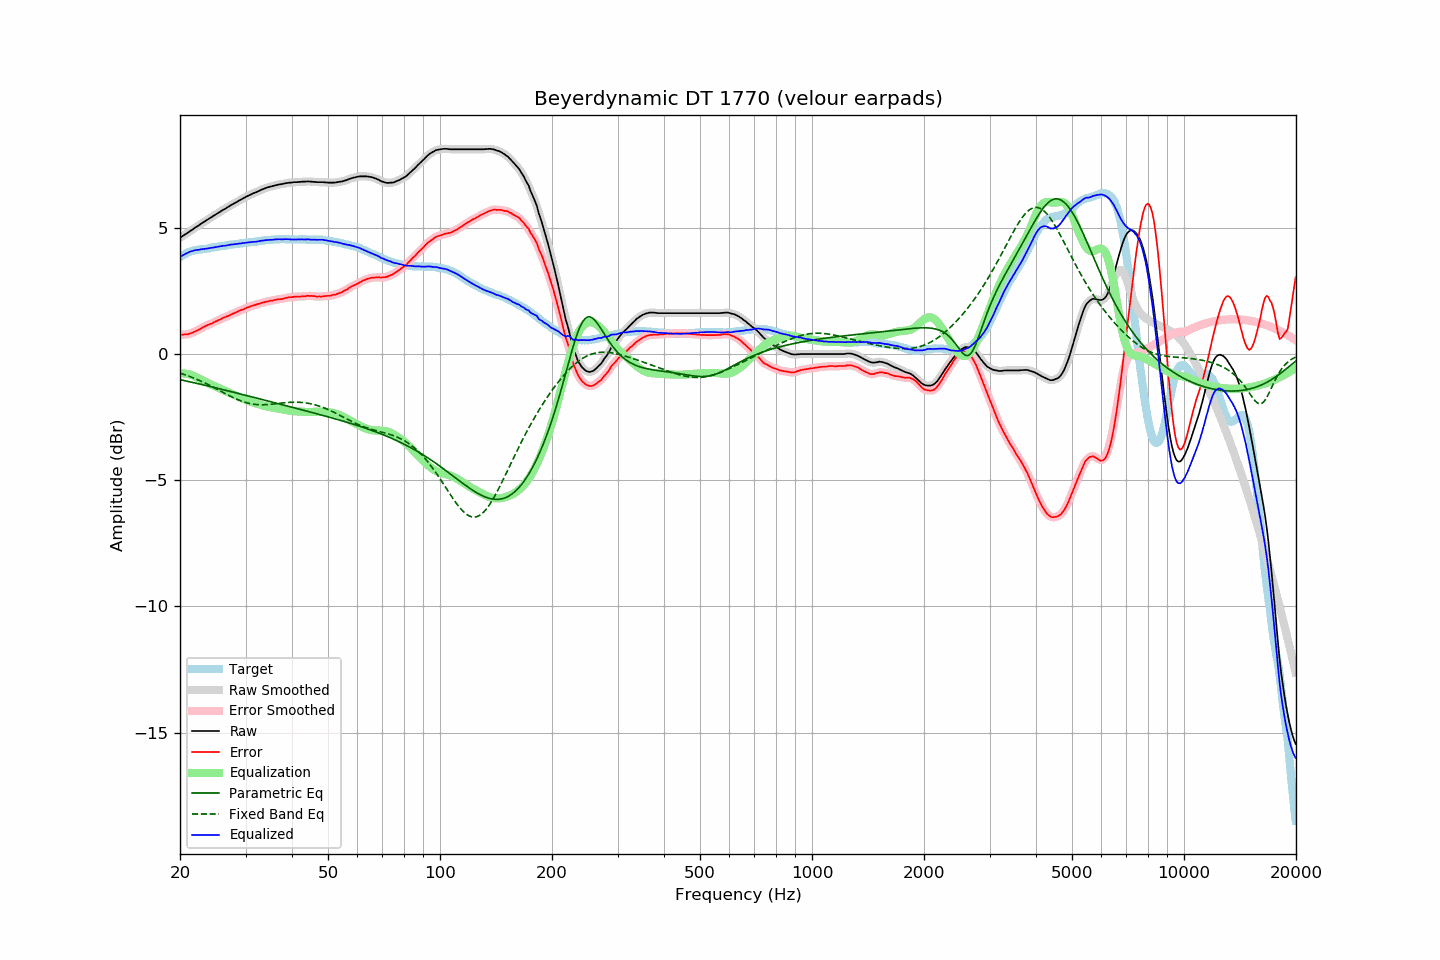 Beyerdynamic DT 1770 (velour earpads)
Amplitude (dBr)
5
0
−5
−10
−15
Target
Raw Smoothed
Error Smoothed
Raw
Error
Equalization
Parametric Eq
Fixed Band Eq
Equalized
20 50 100 200 500 1000 2000 5000 10000 20000
Frequency (Hz)